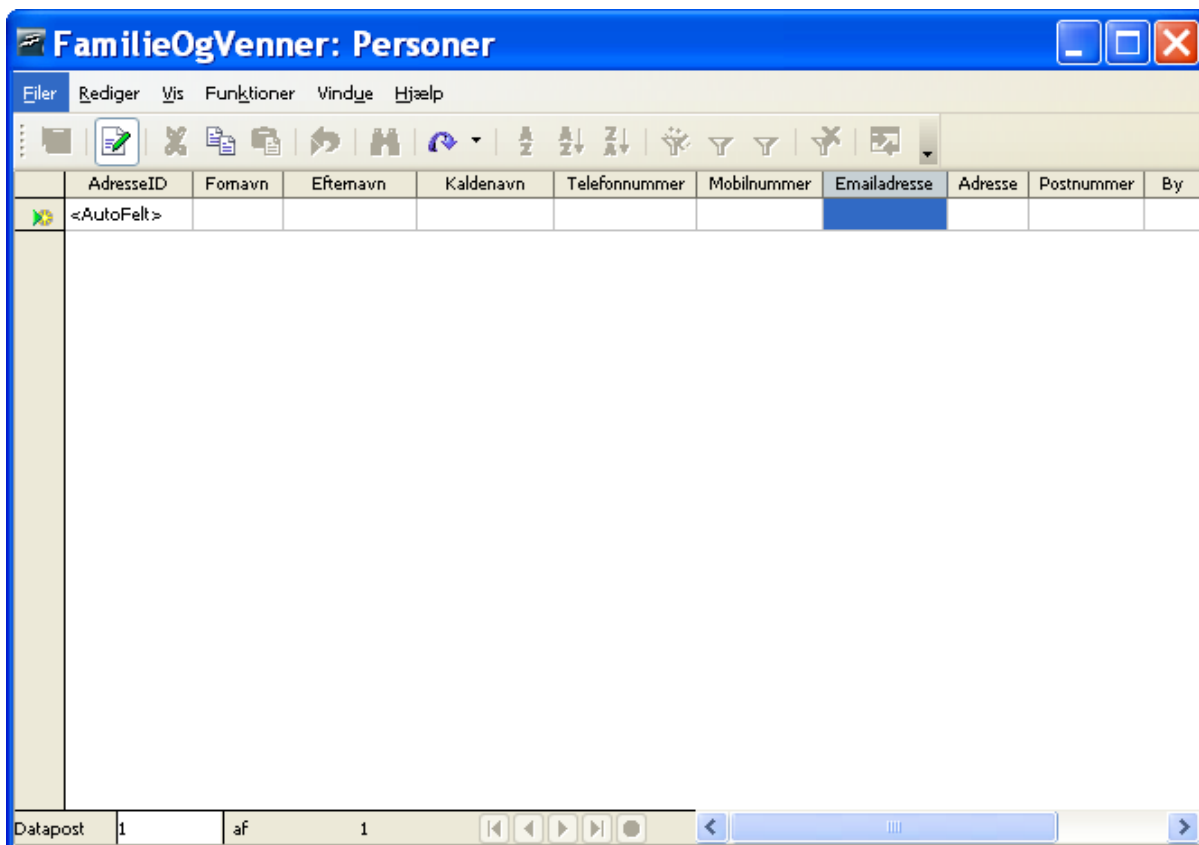 FamilieOgVenner: Personer
Filer Rediger Vis Funktioner Vindue Hjælp
AdresseID Fornavn Efternavn Kaldenavn Telefonnummer Mobilnummer Emailadresse Adresse Postnummer By
<AutoFelt>
Datapost 1 af 1